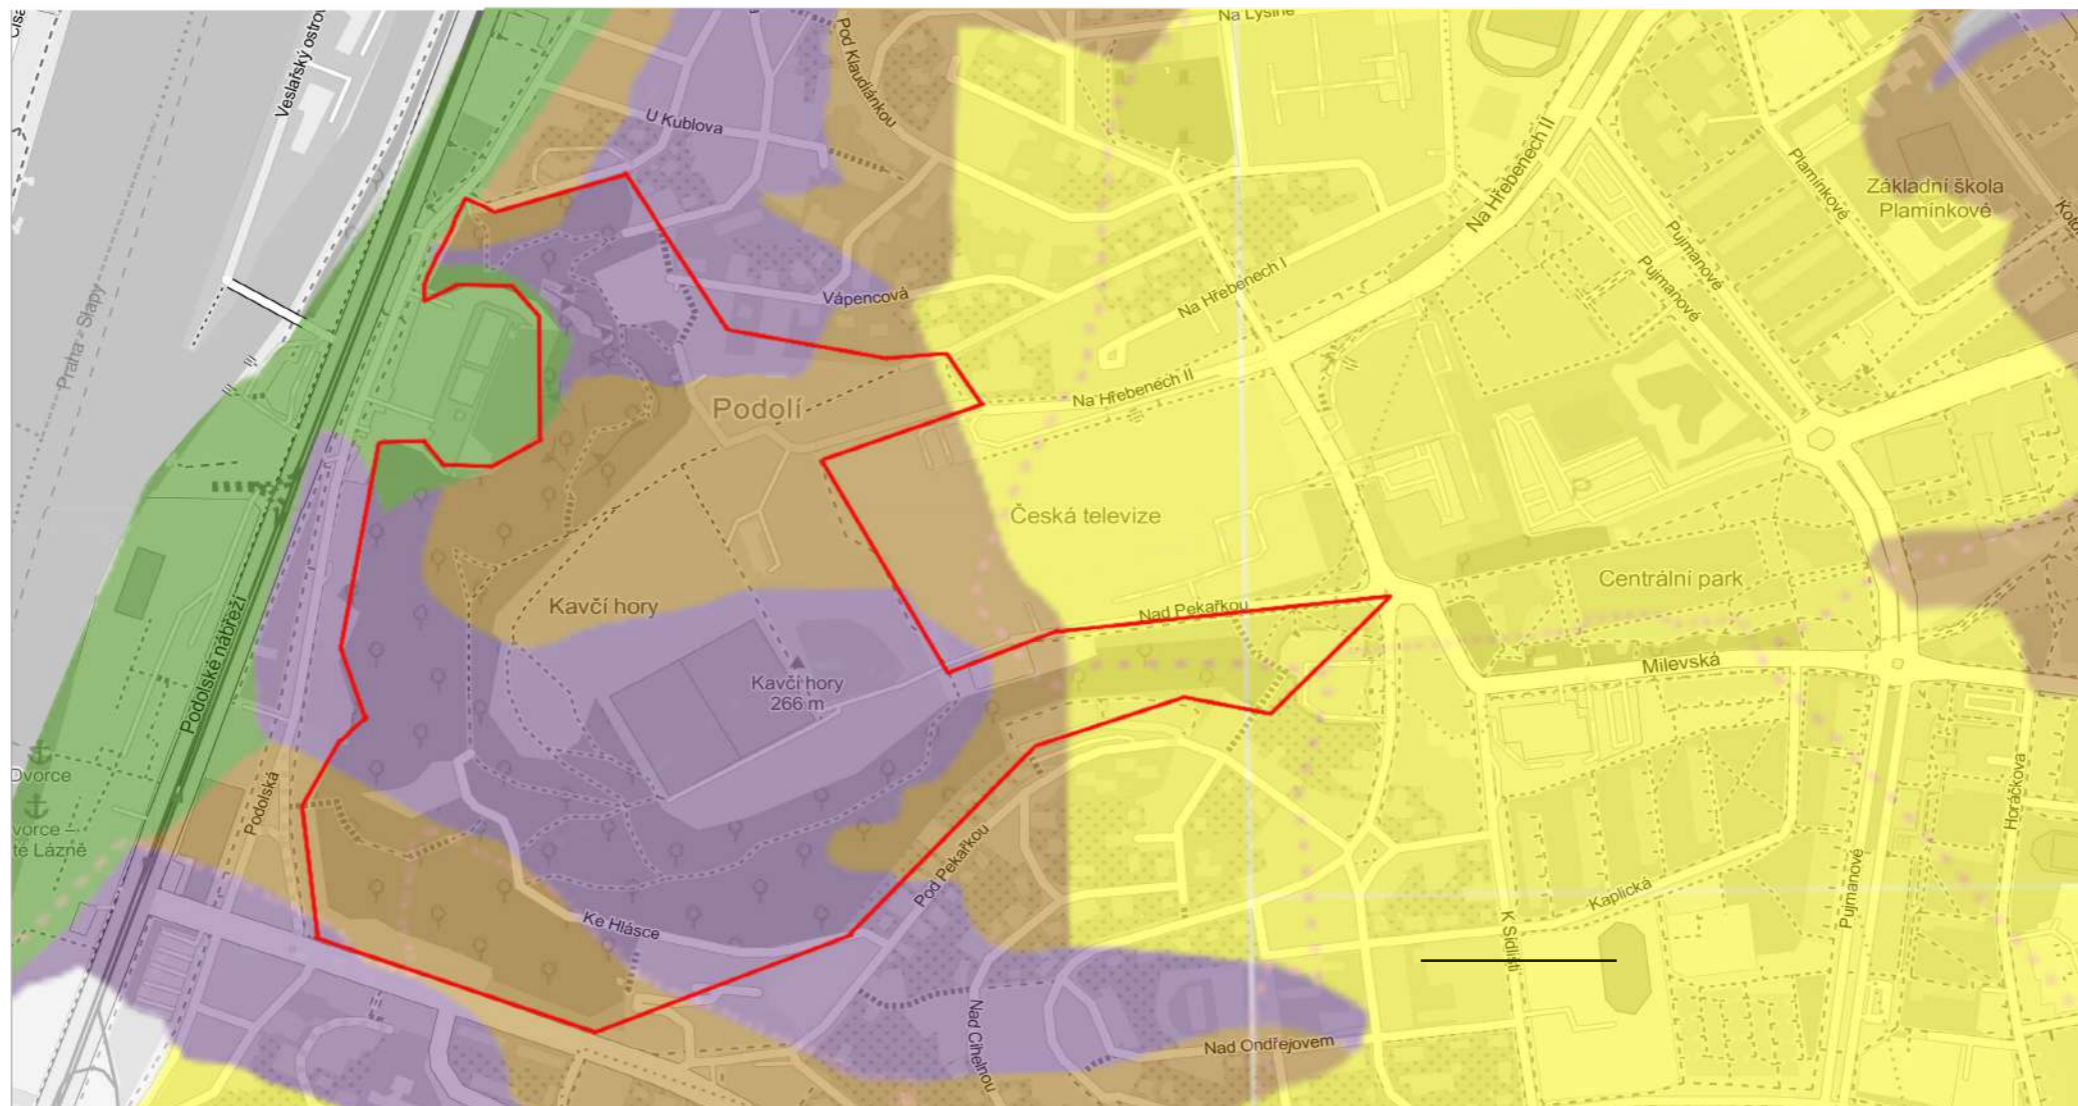 Veslařský ostrov
Pod Klaudiánkou
Na Lysině
U Kublova
Na Hřebenech II
Plamínkové
Základní škola
Plamínkové
Pujmanové
Pujmanové
Praha - Slapy
Vápencová
Na Hřebenech I
Podolí
Na Hřebenech II
Česká televize
Kavčí hory
Nad Pekařkou
Centrální park
Podolské nábřeží
Kavčí hory
266 m
Milevská
Dvorce
Podolská
Horáčkova
té Lázně
Pod Pekařkou
Pujmanové
Kaplická
Ke Hlásce
K Sídlišti
Nad Cihelnou
Nad Ondřejovem